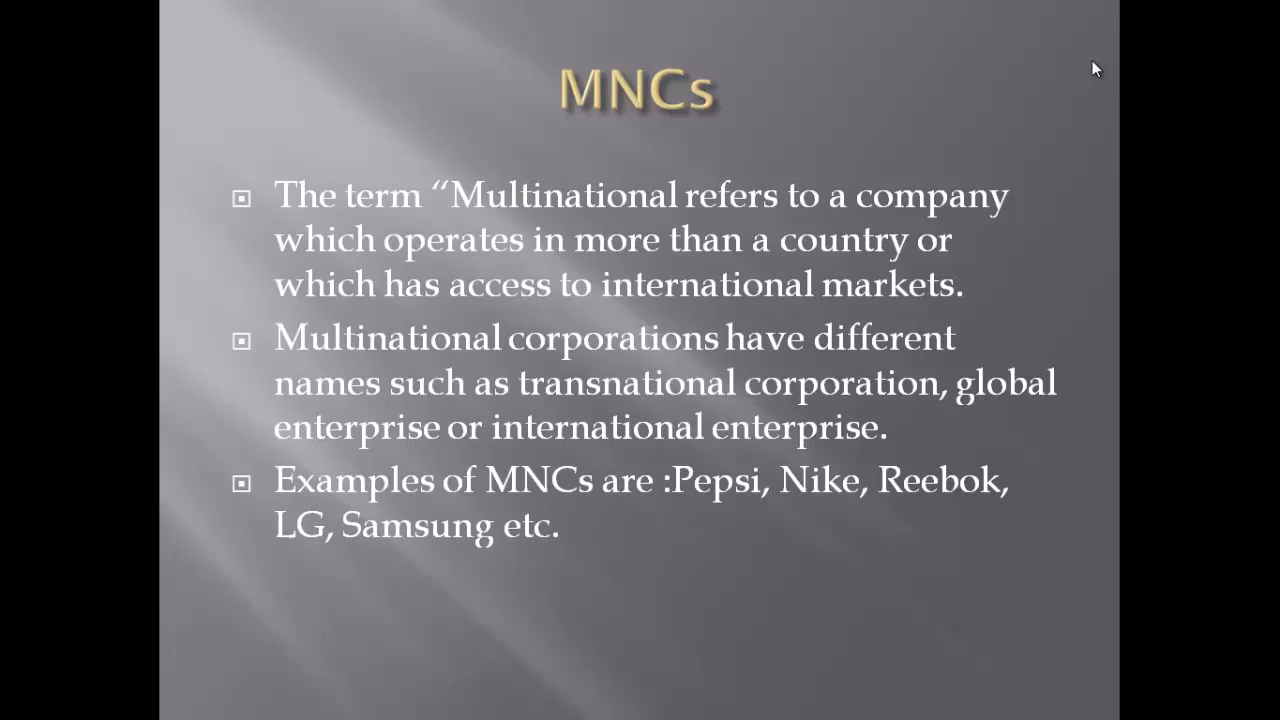 MNCs
The term “Multinational refers to a company
which operates in more than a country or
which has access to international markets.
Multinational corporations have different
names such as transnational corporation, global
enterprise or international enterprise.
Examples of MNCs are :Pepsi, Nike, Reebok,
LG, Samsung etc.